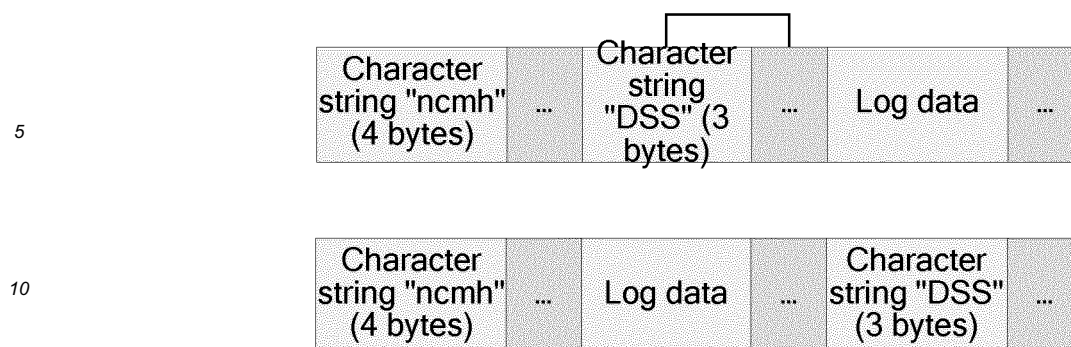 Character
string "ncmh"
(4 bytes)
...
Character
string
"DSS" (3
bytes)
...
Log data
...
5
Character
string "ncmh"
(4 bytes)
...
Log data
...
Character
string "DSS"
(3 bytes)
...
10